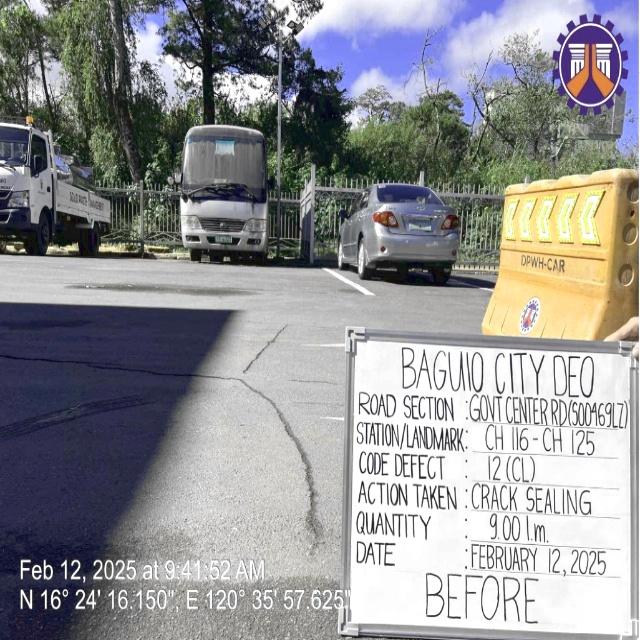 DPWH-CAR
BAGUIO CITY DEO
ROAD SECTION : GOVT CENTER RD(S00469LZ)
STATION/LANDMARK: CH 116 - CH 125
CODE DEFECT : 12 (CL)
ACTION TAKEN : CRACK SEALING
QUANTITY : 9.00 l.m.
DATE : FEBRUARY 12, 2025
BEFORE
Feb 12, 2025 at 9:41:52 AM
N 16° 24' 16.150", E 120° 35' 57.625"